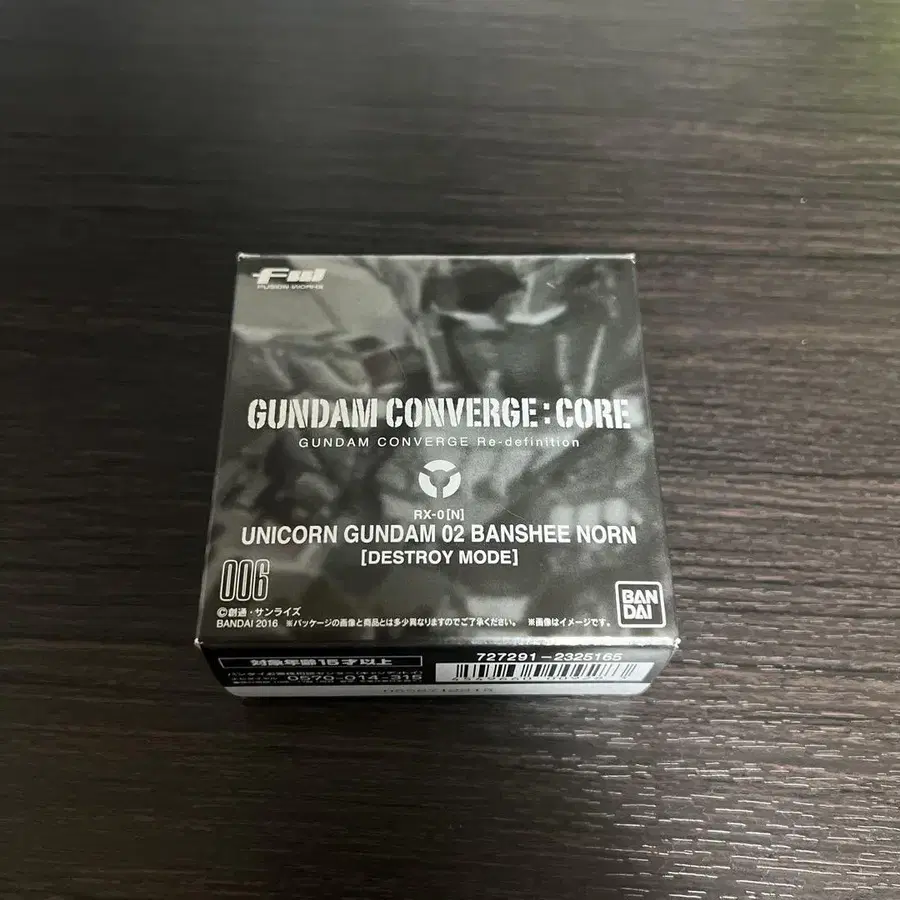 FW
FUSION WORKS
GUNDAM CONVERGE:CORE
GUNDAM CONVERGE Re-definition
RX-0[N]
UNICORN GUNDAM 02 BANSHEE NORN
[DESTROY MODE]
006
©創通・サンライズ
BANDAI 2016 ※パッケージの画像と商品とは多少異なりますのでご了承ください。 ※画像はイメージです。
BANDAI
対象年齢15才以上
727291-2325165
0570-014-315